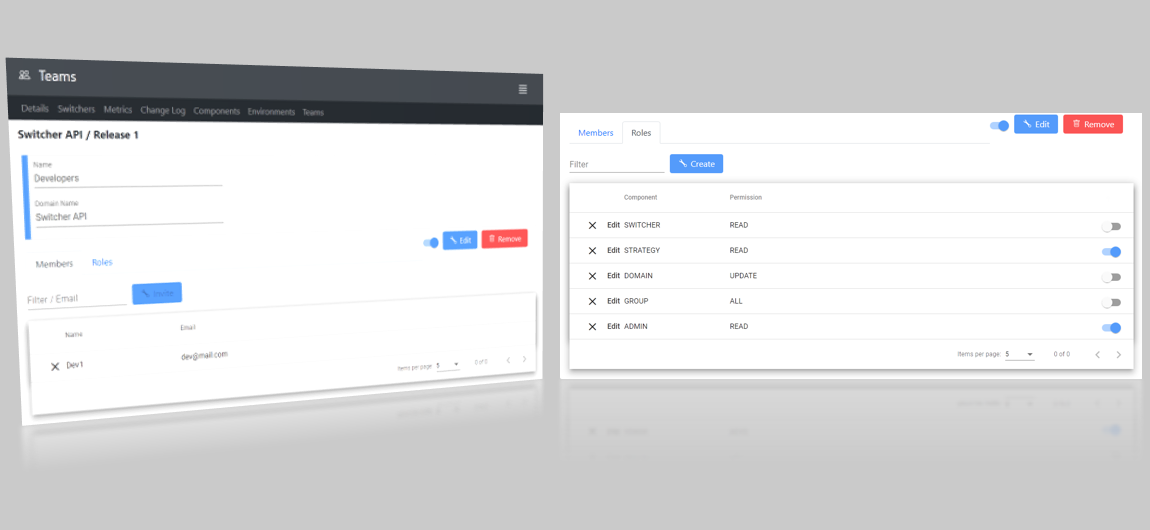 Teams
Details Switchers Metrics Change Log Components Environments Teams
Switcher API / Release 1
Name
Developers
Domain Name
Switcher API
Edit Remove
Members Roles
Filter / Email Invite
Name Email
Dev1 dev@mail.com
Items per page: 5 0 of 0
Members Roles Edit Remove
Filter Create
Component Permission
Edit SWITCHER READ
Edit STRATEGY READ
Edit DOMAIN UPDATE
Edit GROUP ALL
Edit ADMIN READ
Items per page: 5 0 of 0